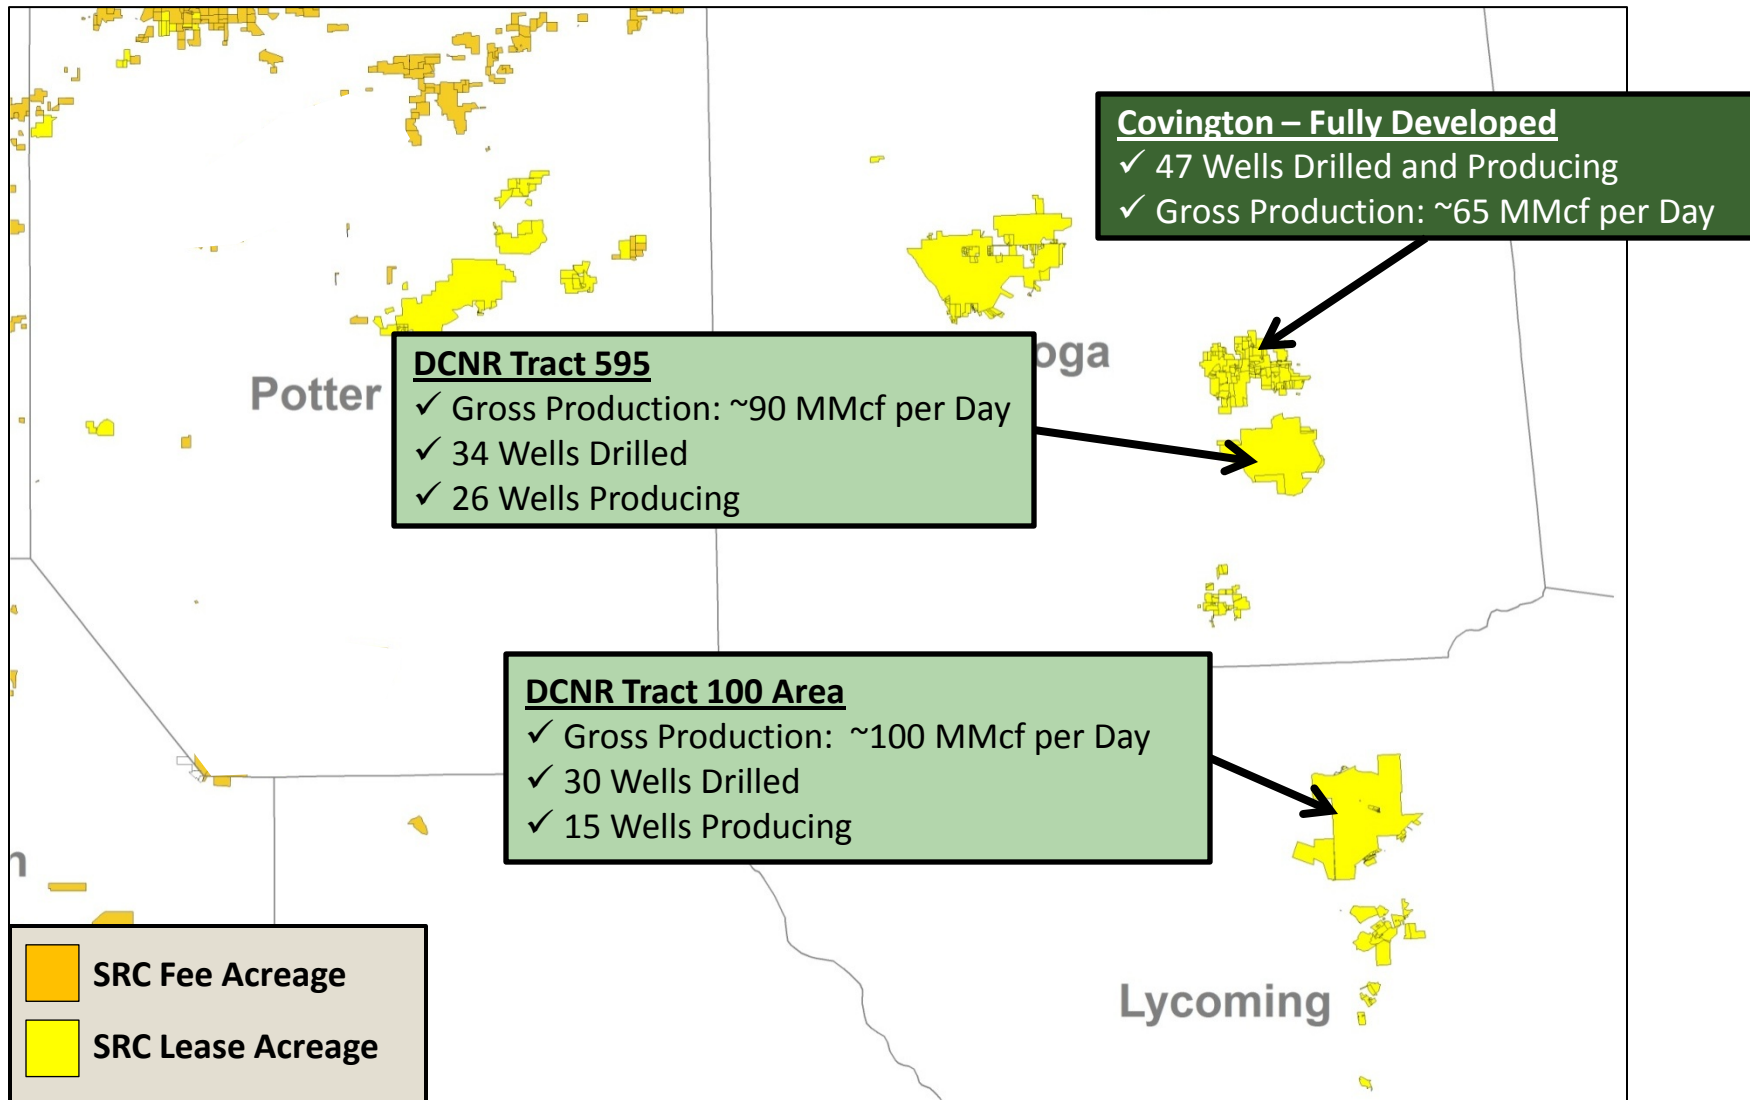 Covington – Fully Developed
✓ 47 Wells Drilled and Producing
✓ Gross Production: ~65 MMcf per Day
oga
DCNR Tract 595
✓ Gross Production: ~90 MMcf per Day
✓ 34 Wells Drilled
✓ 26 Wells Producing
Potter
DCNR Tract 100 Area
✓ Gross Production: ~100 MMcf per Day
✓ 30 Wells Drilled
✓ 15 Wells Producing
n
SRC Fee Acreage
SRC Lease Acreage
Lycoming